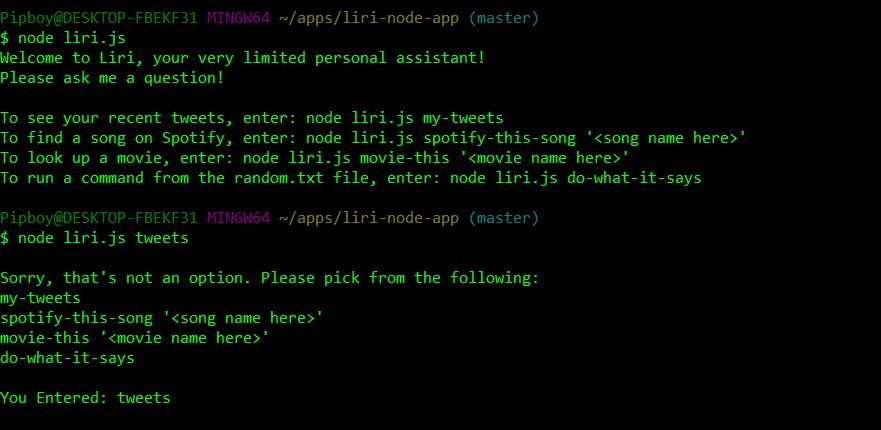 Pipboy@DESKTOP-FBEKF31 MINGW64 ~/apps/liri-node-app (master)
$ node liri.js
Welcome to Liri, your very limited personal assistant!
Please ask me a question!
To see your recent tweets, enter: node liri.js my-tweets
To find a song on Spotify, enter: node liri.js spotify-this-song '<song name here>'
To look up a movie, enter: node liri.js movie-this '<movie name here>'
To run a command from the random.txt file, enter: node liri.js do-what-it-says
Pipboy@DESKTOP-FBEKF31 MINGW64 ~/apps/liri-node-app (master)
$ node liri.js tweets
Sorry, that's not an option. Please pick from the following:
my-tweets
spotify-this-song '<song name here>'
movie-this '<movie name here>'
do-what-it-says
You Entered: tweets